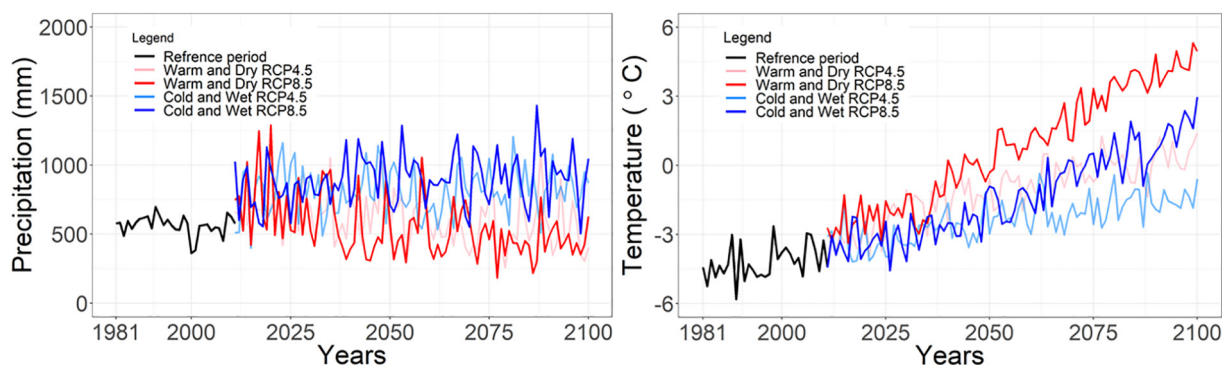 2000
1500
1000
500
0
Precipitation (mm)
Legend
Refrence period
Warm and Dry RCP4.5
Warm and Dry RCP8.5
Cold and Wet RCP4.5
Cold and Wet RCP8.5
1981 2000 2025 2050 2075 2100
Years
6
3
0
-3
-6
Temperature ( ° C)
Legend
Refrence period
Warm and Dry RCP4.5
Warm and Dry RCP8.5
Cold and Wet RCP4.5
Cold and Wet RCP8.5
1981 2000 2025 2050 2075 2100
Years